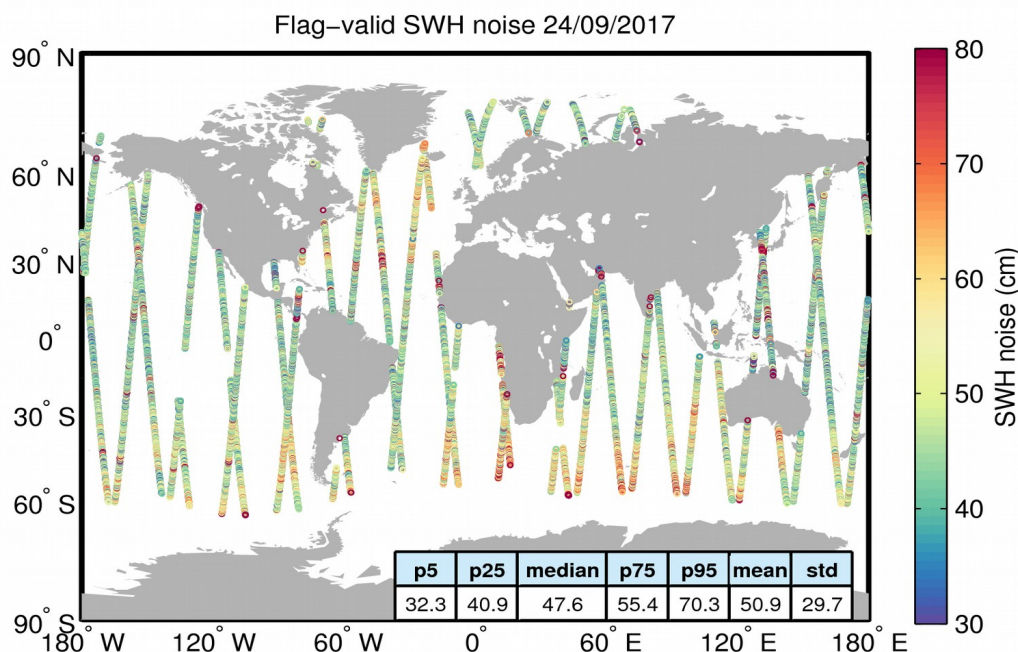 Flag−valid SWH noise 24/09/2017
90° N
60° N
30° N
0°
30° S
60° S
90° S
180° W
120° W
60° W
0°
60° E
120° E
180° E
80
70
60
50
40
30
SWH noise (cm)
p5 p25 median p75 p95 mean std
32.3 40.9 47.6 55.4 70.3 50.9 29.7